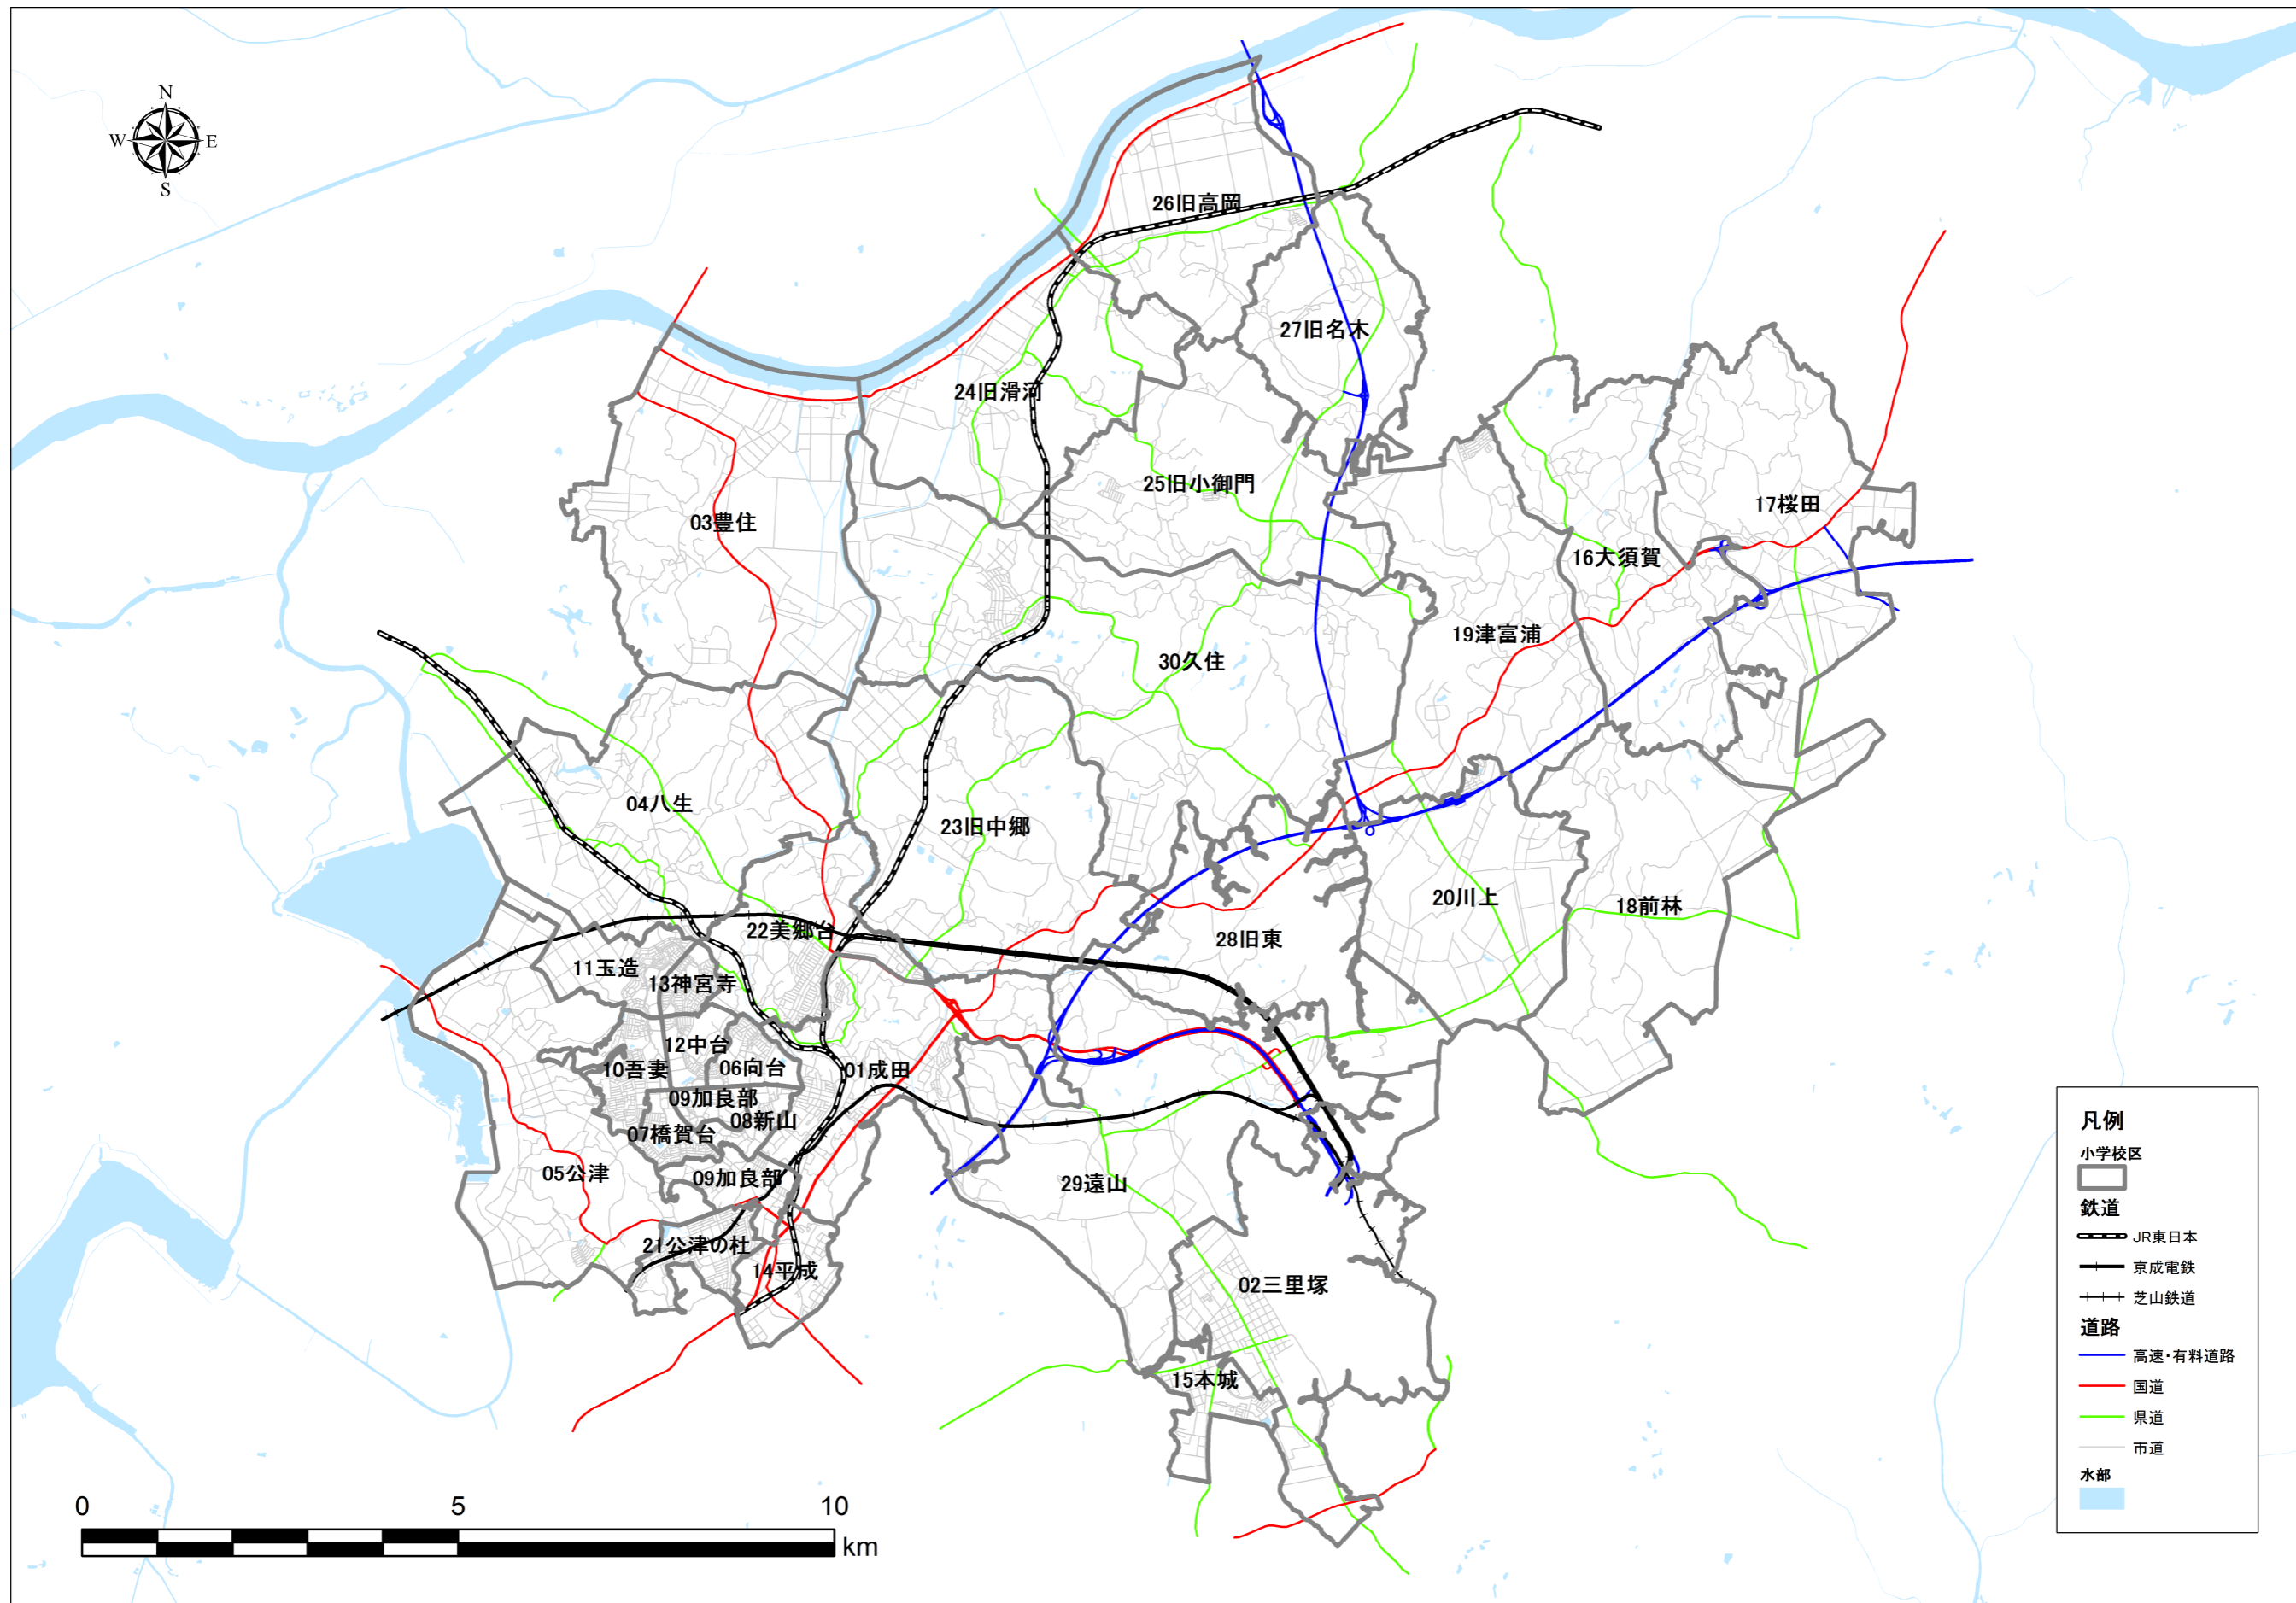 N
W E
S
26旧高岡
27旧名木
24旧滑河
25旧小御門
03豊住
17桜田
16大須賀
19津富浦
30久住
04八生
23旧中郷
20川上
18前林
22美郷台
28旧東
11玉造
13神宮寺
12中台
06向台
10吾妻
01成田
09加良部
08新山
07橋賀台
05公津
09加良部
29遠山
21公津の杜
14平成
02三里塚
15本城
凡例
小学校区
鉄道
JR東日本
京成電鉄
芝山鉄道
道路
高速・有料道路
国道
県道
市道
水部
0 5 10
km